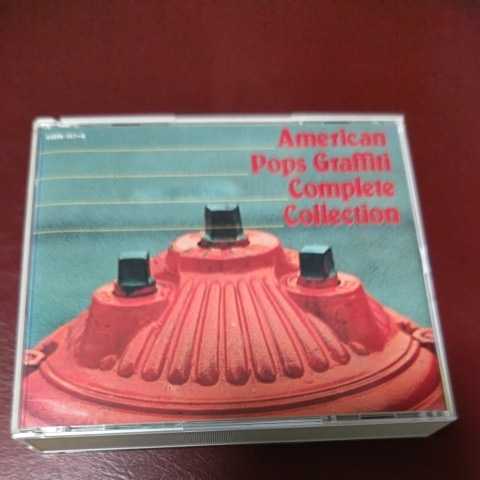 American
Pops Graffiti
Complete
Collection